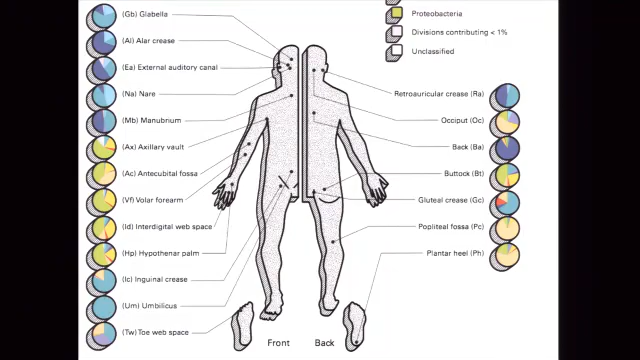 (Gb) Glabella
(Al) Alar crease
(Ea) External auditory canal
(Na) Nare
(Mb) Manubrium
(Ax) Axillary vault
(Ac) Antecubital fossa
(Vf) Volar forearm
(Id) Interdigital web space
(Hp) Hypothenar palm
(Ic) Inguinal crease
(Um) Umbilicus
(Tw) Toe web space
Front
Back
Proteobacteria
Divisions contributing < 1%
Unclassified
Retroauricular crease (Ra)
Occiput (Oc)
Back (Ba)
Buttock (Bt)
Gluteal crease (Gc)
Popliteal fossa (Pc)
Plantar heel (Ph)